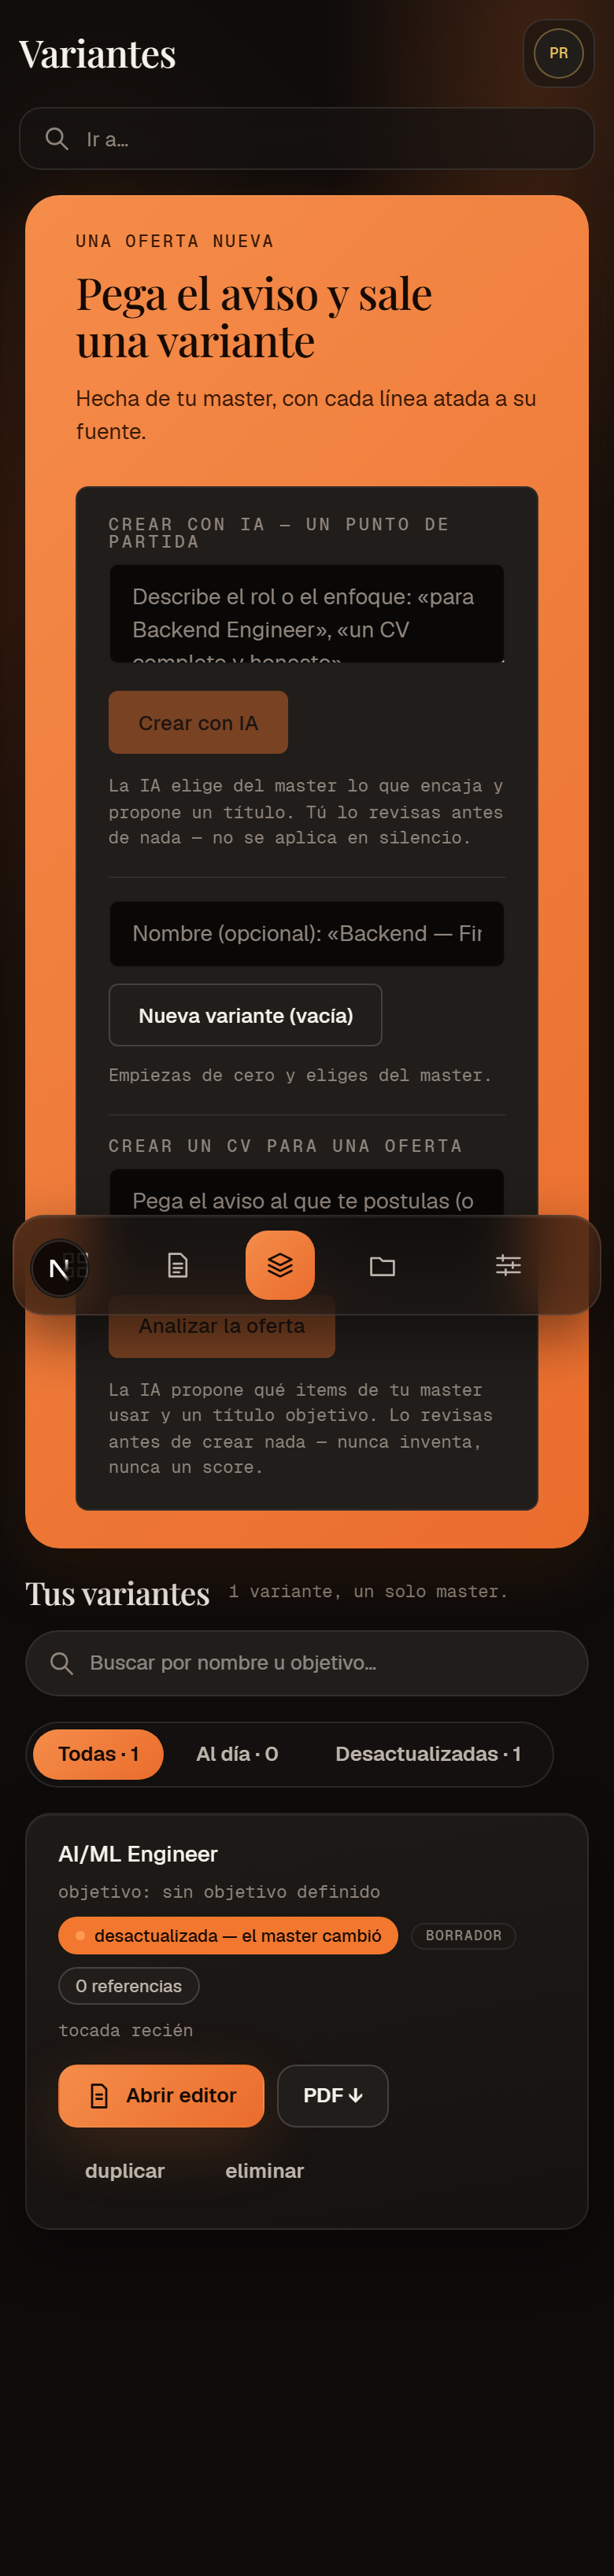 Variantes
PR
Ir a...
UNA OFERTA NUEVA
Pega el aviso y sale
una variante
Hecha de tu master, con cada línea atada a su
fuente.
CREAR CON IA — UN PUNTO DE
PARTIDA
Describe el rol o el enfoque: «para
Backend Engineer», «un CV
completo y honesto»
Crear con IA
La IA elige del master lo que encaja y
propone un título. Tú lo revisas antes
de nada — no se aplica en silencio.
Nombre (opcional): «Backend — Fin
Nueva variante (vacía)
Empiezas de cero y eliges del master.
CREAR UN CV PARA UNA OFERTA
Pega el aviso al que te postulas (o
N
Analizar la oferta
La IA propone qué items de tu master
usar y un título objetivo. Lo revisas
antes de crear nada — nunca inventa,
nunca un score.
Tus variantes 1 variante, un solo master.
Buscar por nombre u objetivo...
Todas · 1 Al día · 0 Desactualizadas · 1
AI/ML Engineer
objetivo: sin objetivo definido
desactualizada — el master cambió BORRADOR
0 referencias
tocada recién
Abrir editor PDF ↓
duplicar eliminar